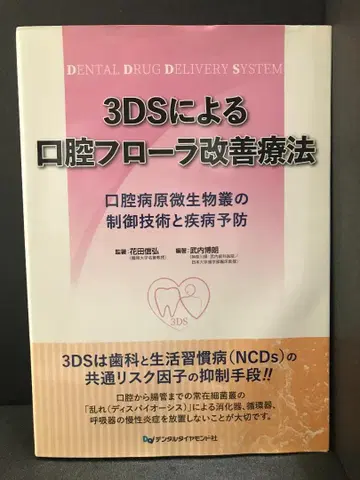 DENTAL DRUG DELIVERY SYSTEM
3DSによる
口腔フローラ改善療法
口腔病原微生物叢の
制御技術と疾病予防
監著・花田信弘 編著・武内博朗
3DS
3DSは歯科と生活習慣病(NCDs)の
共通リスク因子の抑制手段!!
口腔から腸管までの常在細菌叢の
「乱れ(ディスバイオーシス)」による消化器、循環器、
呼吸器の慢性炎症を放置しないことが大切です。
デンタルダイヤモンド社